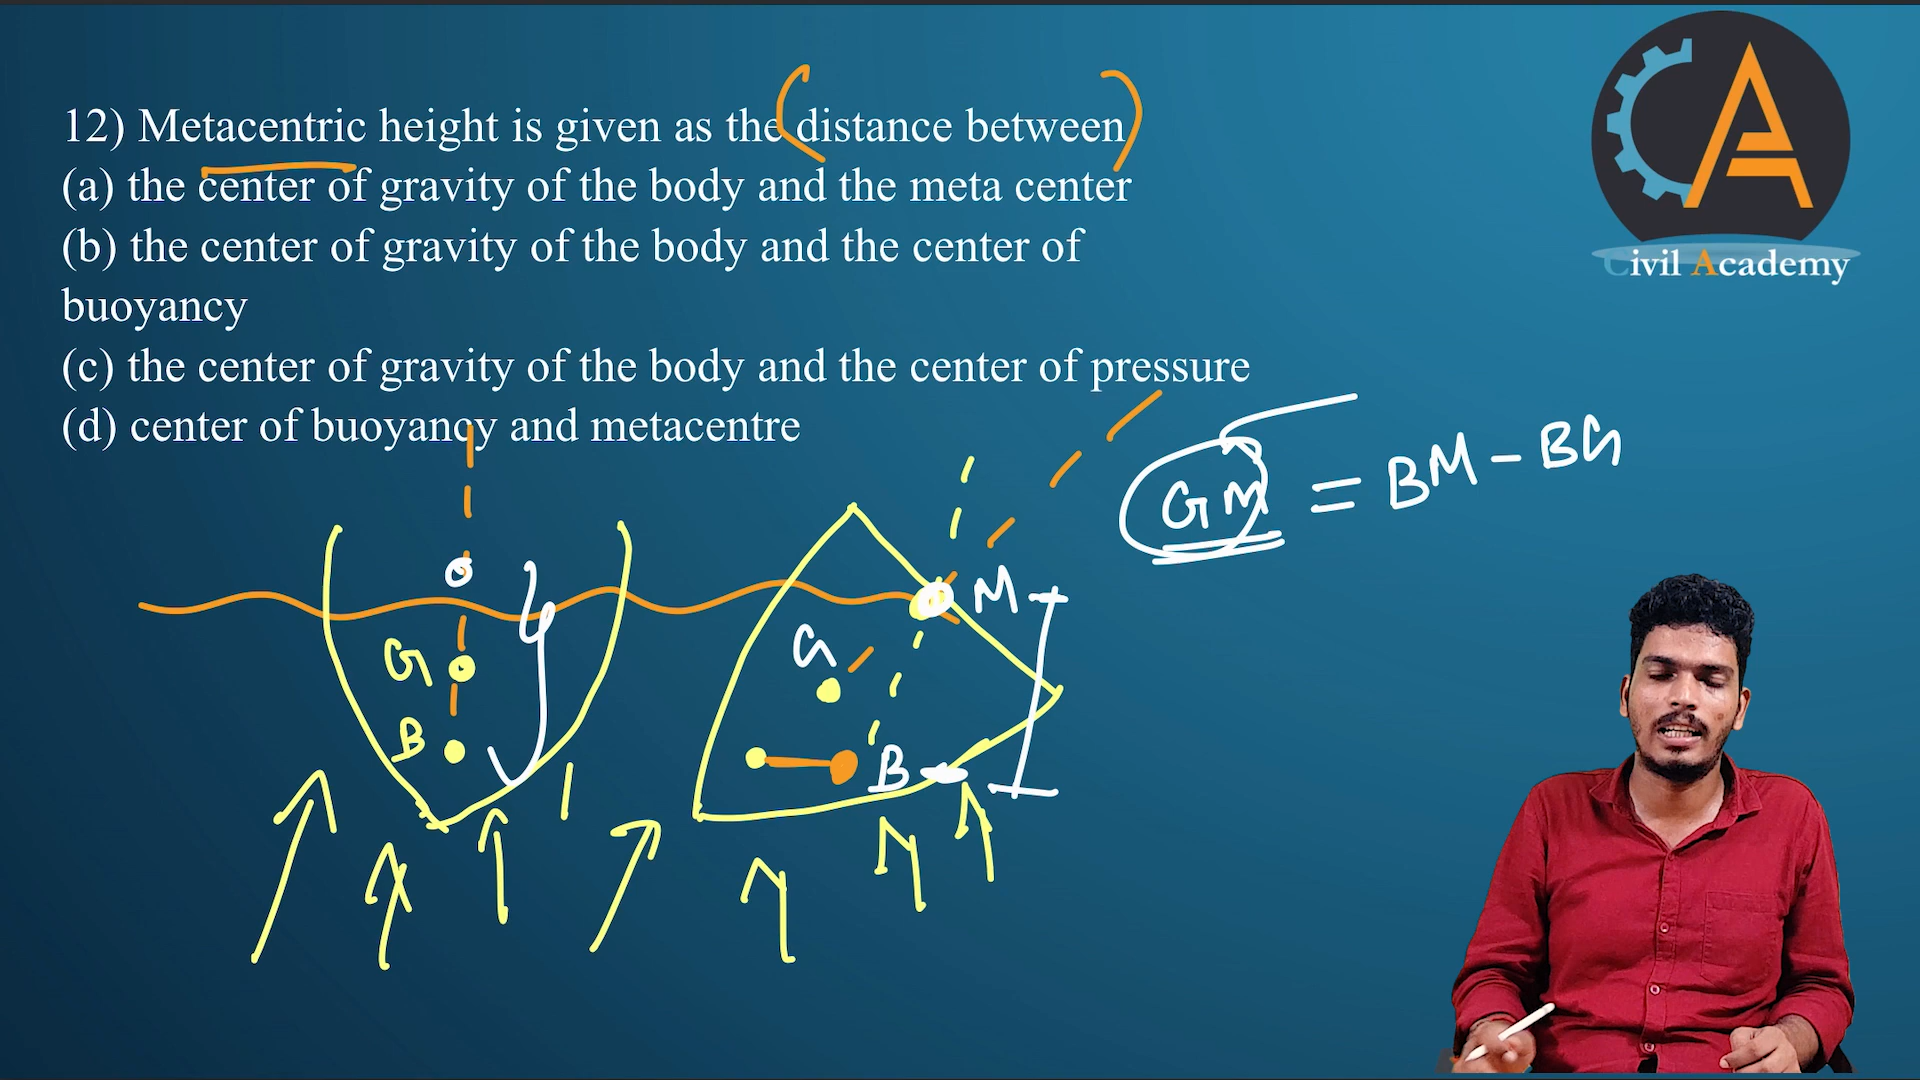 12) Metacentric height is given as the distance between
(a) the center of gravity of the body and the meta center
(b) the center of gravity of the body and the center of
buoyancy
(c) the center of gravity of the body and the center of pressure
(d) center of buoyancy and metacentre
GM = BM - BG
M
G
B
G
B
Civil Academy